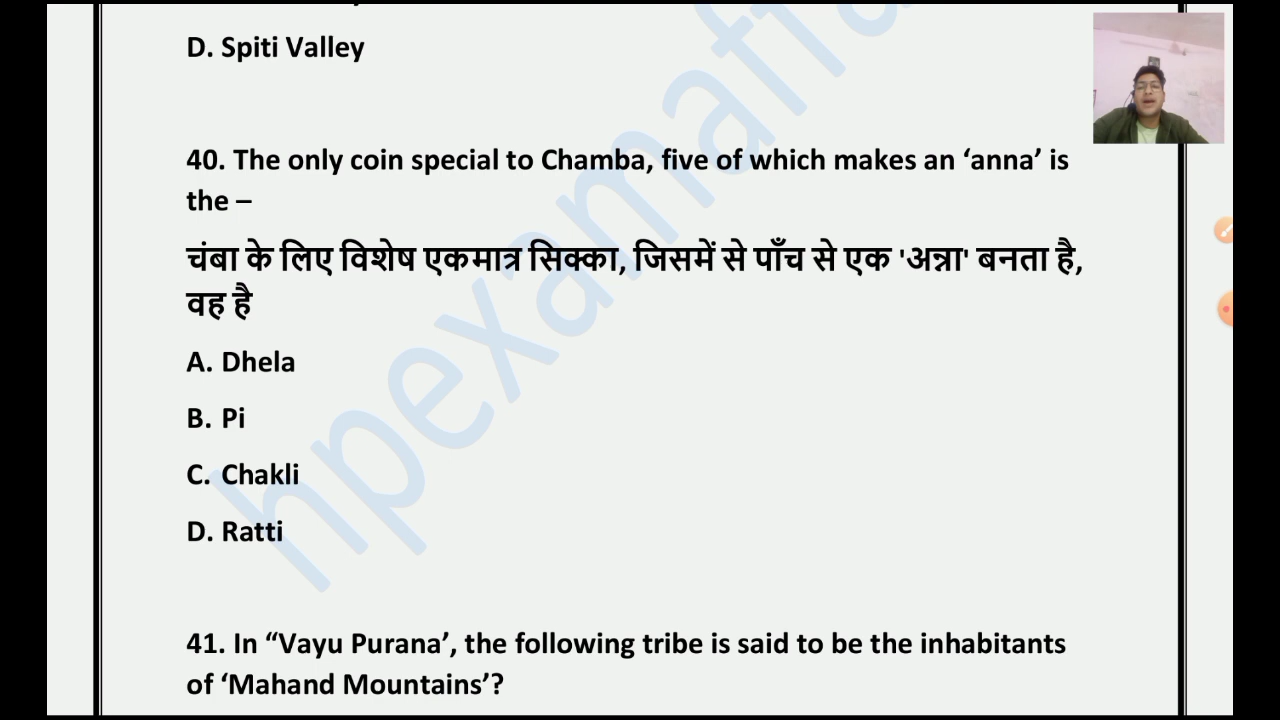 D. Spiti Valley
40. The only coin special to Chamba, five of which makes an ‘anna’ is
the –
चंबा के लिए विशेष एकमात्र सिक्का, जिसमें से पाँच से एक 'अन्ना' बनता है,
वह है
A. Dhela
B. Pi
C. Chakli
D. Ratti
41. In “Vayu Purana’, the following tribe is said to be the inhabitants
of ‘Mahand Mountains’?